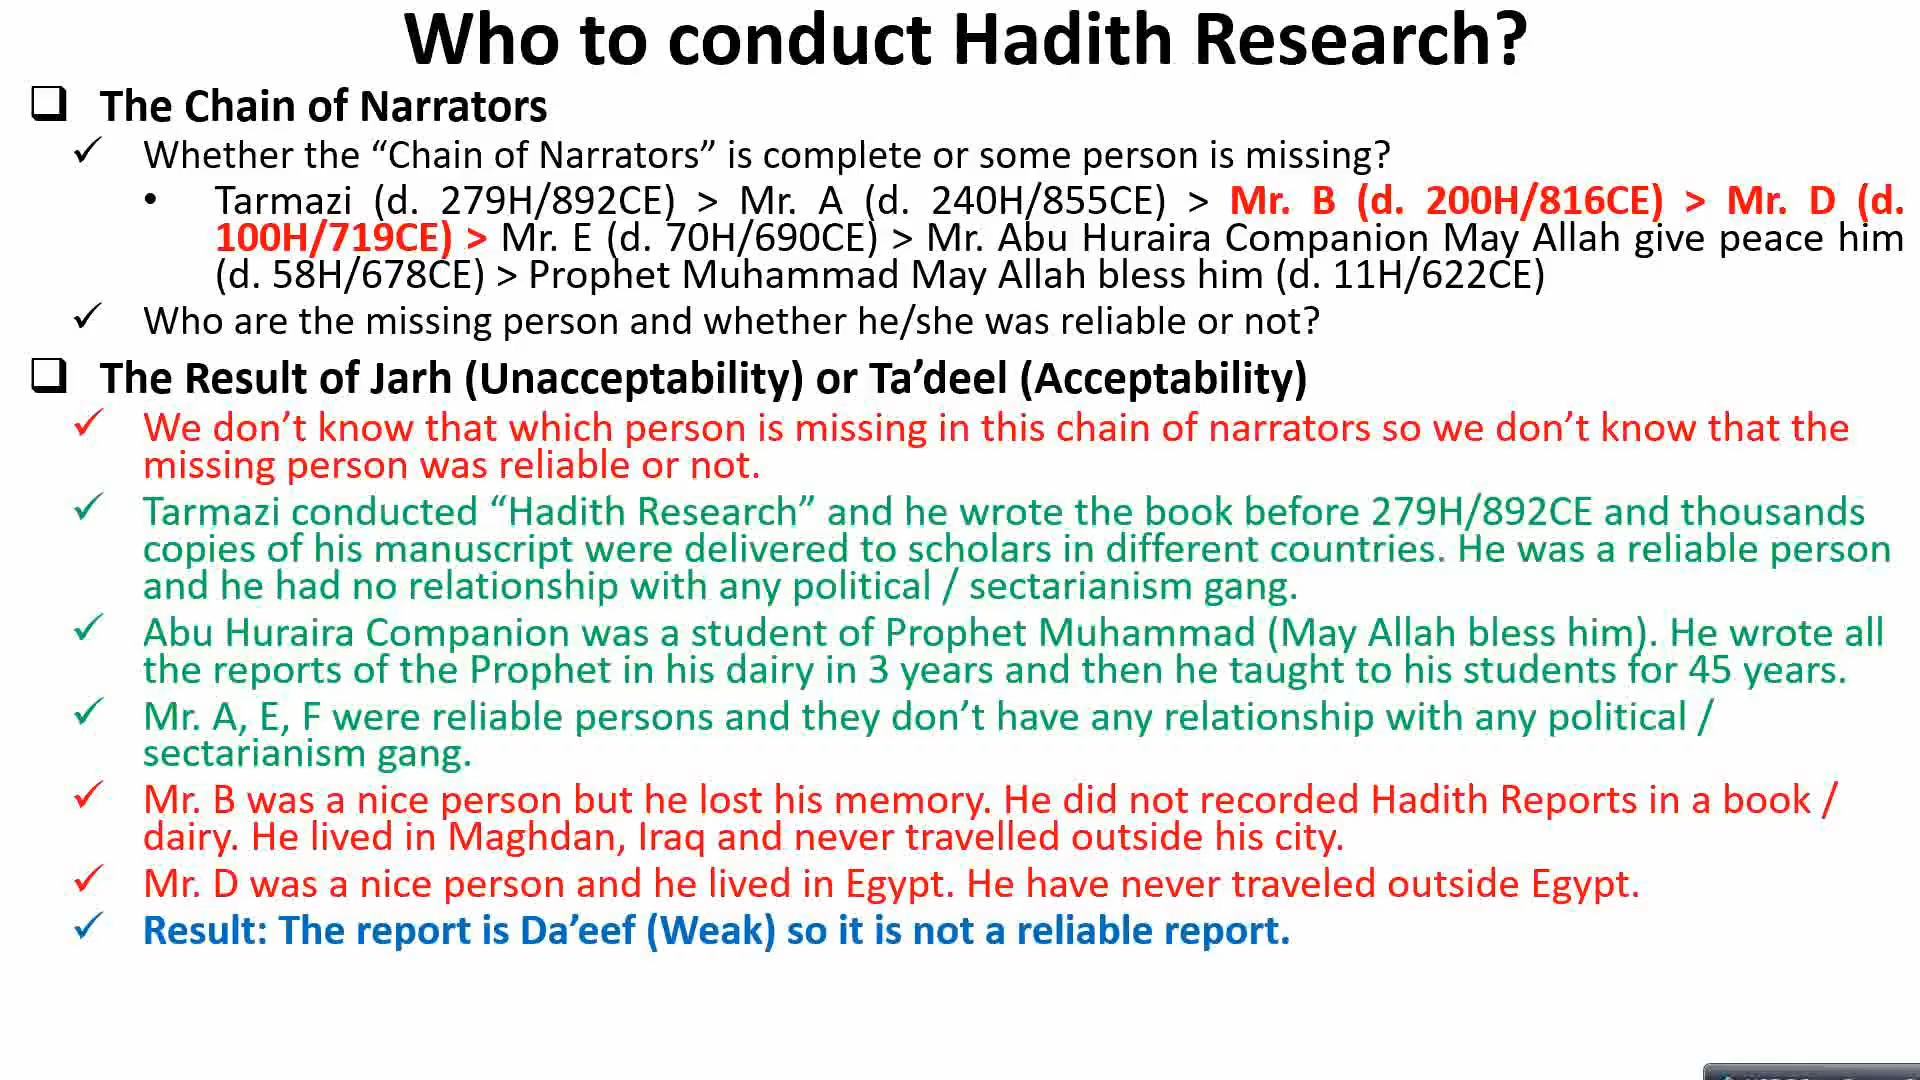 Who to conduct Hadith Research?
❑ The Chain of Narrators
✓ Whether the “Chain of Narrators” is complete or some person is missing?
• Tarmazi (d. 279H/892CE) > Mr. A (d. 240H/855CE) > Mr. B (d. 200H/816CE) > Mr. D (d.
100H/719CE) > Mr. E (d. 70H/690CE) > Mr. Abu Huraira Companion May Allah give peace him
(d. 58H/678CE) > Prophet Muhammad May Allah bless him (d. 11H/622CE)
✓ Who are the missing person and whether he/she was reliable or not?
❑ The Result of Jarh (Unacceptability) or Ta’deel (Acceptability)
✓ We don’t know that which person is missing in this chain of narrators so we don’t know that the
missing person was reliable or not.
✓ Tarmazi conducted “Hadith Research” and he wrote the book before 279H/892CE and thousands
copies of his manuscript were delivered to scholars in different countries. He was a reliable person
and he had no relationship with any political / sectarianism gang.
✓ Abu Huraira Companion was a student of Prophet Muhammad (May Allah bless him). He wrote all
the reports of the Prophet in his dairy in 3 years and then he taught to his students for 45 years.
✓ Mr. A, E, F were reliable persons and they don’t have any relationship with any political /
sectarianism gang.
✓ Mr. B was a nice person but he lost his memory. He did not recorded Hadith Reports in a book /
dairy. He lived in Maghdan, Iraq and never travelled outside his city.
✓ Mr. D was a nice person and he lived in Egypt. He have never traveled outside Egypt.
✓ Result: The report is Da’eef (Weak) so it is not a reliable report.